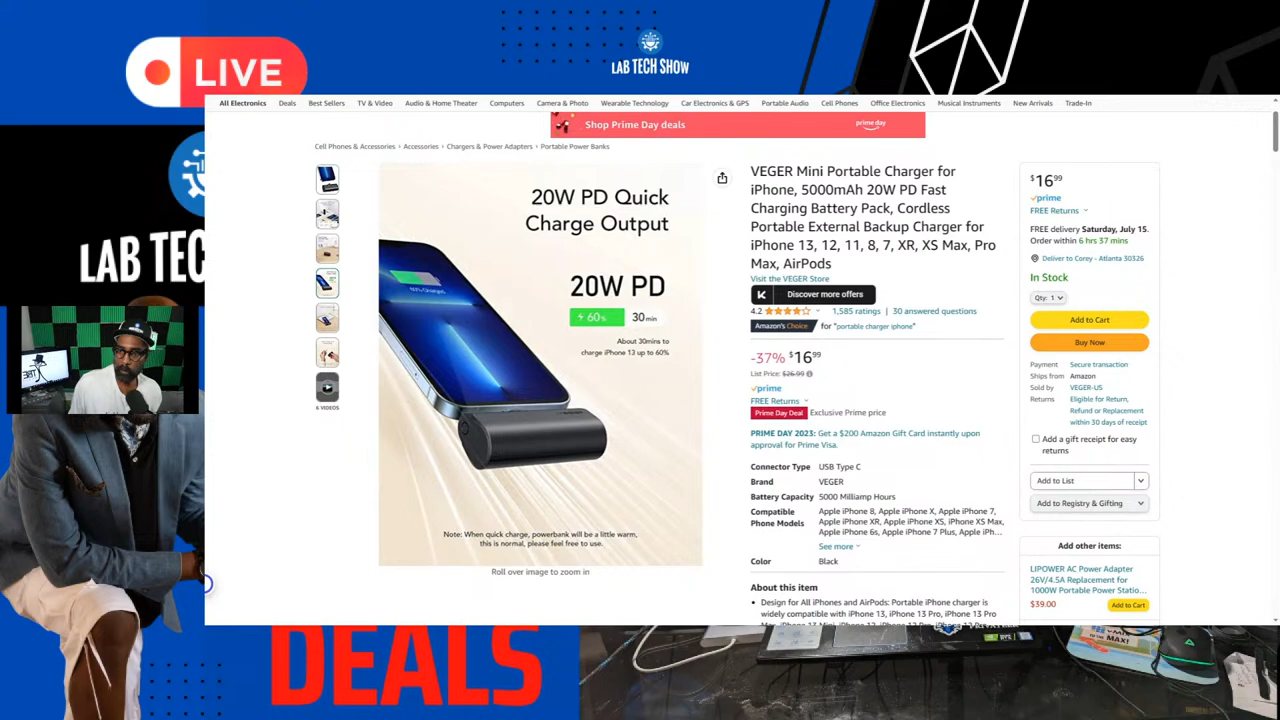 LIVE
LAB TECH SHOW
All Electronics Deals Best Sellers TV & Video Audio & Home Theater Computers Camera & Photo Wearable Technology Car Electronics & GPS Portable Audio Cell Phones Office Electronics Musical Instruments New Arrivals Trade-In
Shop Prime Day deals
prime day
Cell Phones & Accessories › Accessories › Chargers & Power Adapters › Portable Power Banks
LAB TEC
6 VIDEOS
20W PD Quick
Charge Output
20W PD
60%
30min
About 30mins to
charge iPhone 13 up to 60%
Note: When quick charge, powerbank will be a little warm,
this is normal, please feel free to use.
Roll over image to zoom in
VEGER Mini Portable Charger for
iPhone, 5000mAh 20W PD Fast
Charging Battery Pack, Cordless
Portable External Backup Charger for
iPhone 13, 12, 11, 8, 7, XR, XS Max, Pro
Max, AirPods
Visit the VEGER Store
K Discover more offers
4.2 1,585 ratings | 30 answered questions
Amazon's Choice for "portable charger iphone"
-37% $16 99
List Price: $26.99
prime
FREE Returns
Prime Day Deal Exclusive Prime price
PRIME DAY 2023: Get a $200 Amazon Gift Card instantly upon
approval for Prime Visa.
Connector Type USB Type C
Brand VEGER
Battery Capacity 5000 Milliamp Hours
Compatible Phone Models Apple iPhone 8, Apple iPhone X, Apple iPhone 7,
Apple iPhone XR, Apple iPhone XS, iPhone XS Max,
Apple iPhone 6s, Apple iPhone 7 Plus, Apple iPh...
See more
Color Black
About this item
• Design for All iPhones and AirPods: Portable iPhone charger is
widely compatible with iPhone 13, iPhone 13 Pro, iPhone 13 Pro
$16 99
prime
FREE Returns
FREE delivery Saturday, July 15.
Order within 6 hrs 37 mins
Deliver to Corey - Atlanta 30326
In Stock
Qty: 1
Add to Cart
Buy Now
Payment Secure transaction
Ships from Amazon
Sold by VEGER-US
Returns Eligible for Return,
Refund or Replacement
within 30 days of receipt
Add a gift receipt for easy
returns
Add to List
Add to Registry & Gifting
Add other items:
LIPOWER AC Power Adapter
26V/4.5A Replacement for
1000W Portable Power Statio...
$39.00 Add to Cart
DEALS